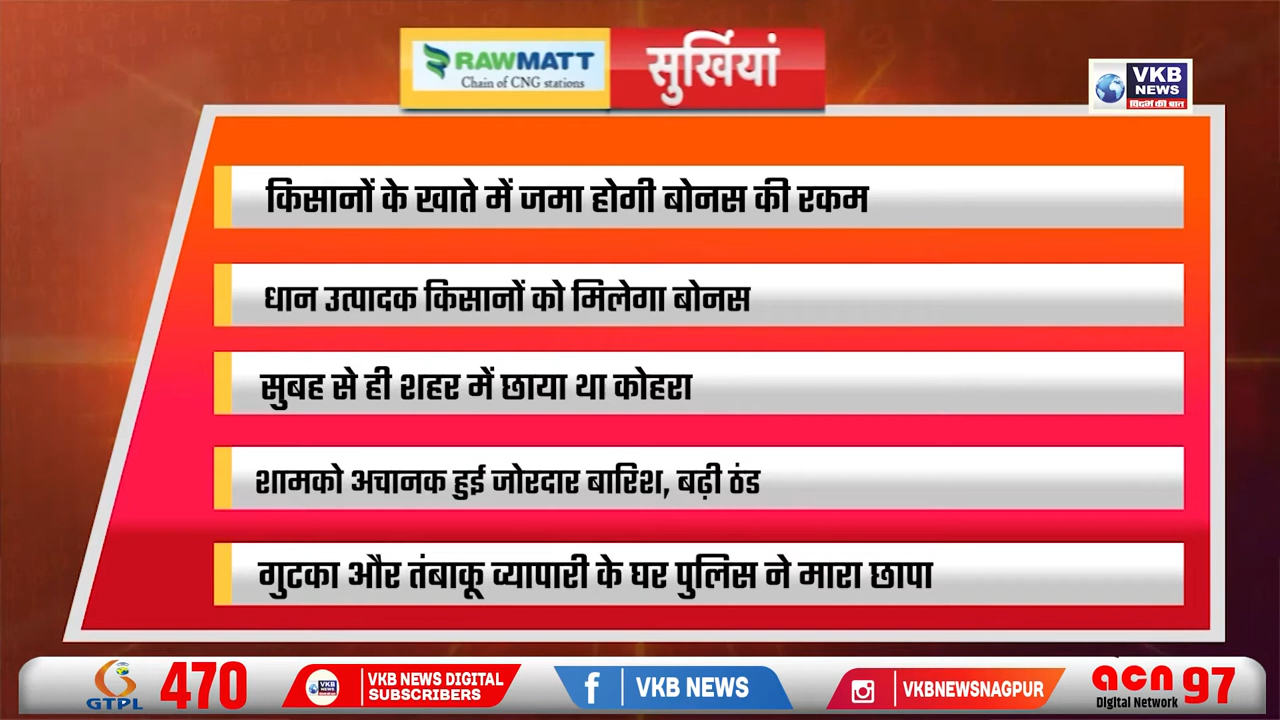 RAWMATT
Chain of CNG stations
सुर्खियां
VKB
NEWS
विदर्भ की बात
किसानों के खाते में जमा होगी बोनस की रकम
धान उत्पादक किसानों को मिलेगा बोनस
सुबह से ही शहर में छाया था कोहरा
शामको अचानक हुई जोरदार बारिश, बढ़ी ठंड
गुटका और तंबाकू व्यापारी के घर पुलिस ने मारा छापा
GTPL
470
VKB NEWS
VKB NEWS DIGITAL
SUBSCRIBERS
f
VKB NEWS
VKBNEWSNAGPUR
acn
Digital Network
97